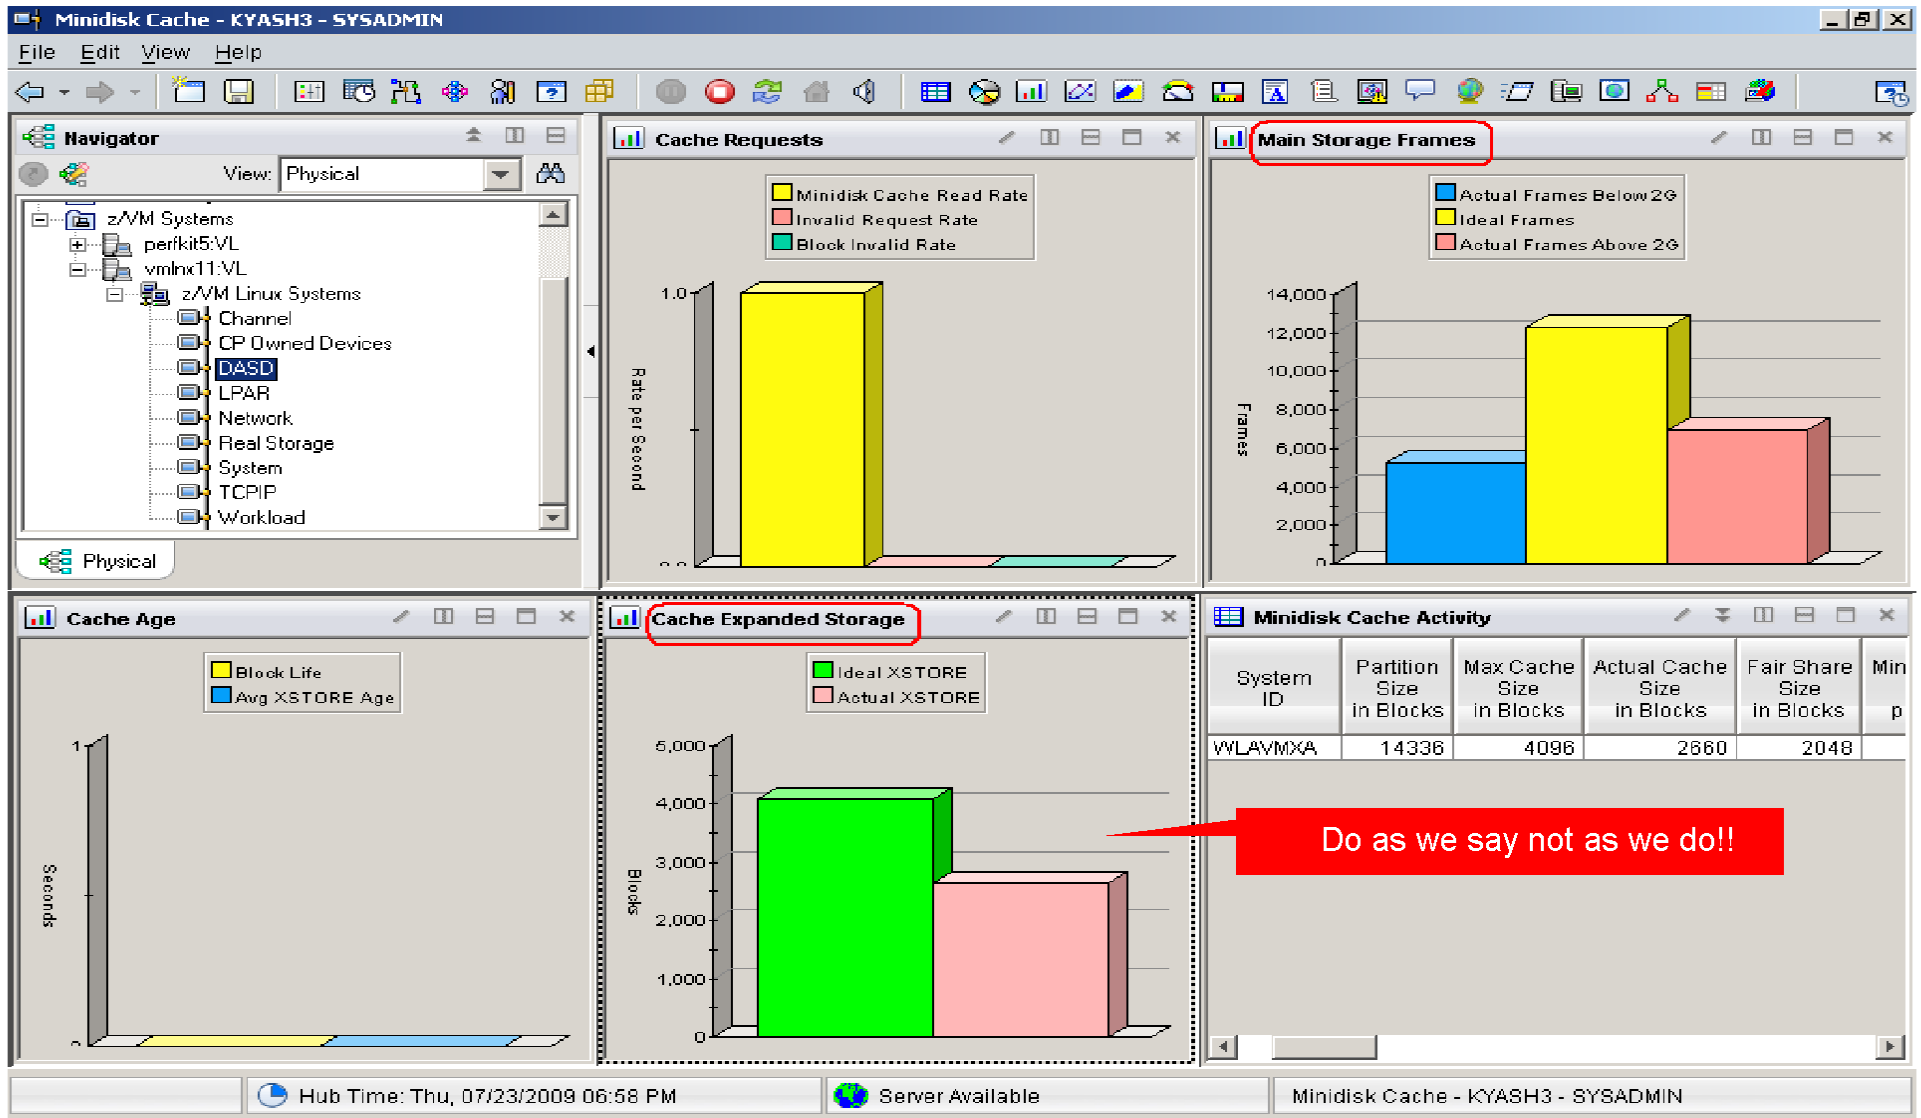 Minidisk Cache - KYASH3 - SYSADMIN
File Edit View Help
Navigator
View: Physical
z/VM Systems
perfkit5:VL
vmlnx11:VL
z/VM Linux Systems
Channel
CP Owned Devices
DASD
LPAR
Network
Real Storage
System
TCPIP
Workload
Physical
Cache Requests
Minidisk Cache Read Rate
Invalid Request Rate
Block Invalid Rate
1.0
Rate per Second
Main Storage Frames
Actual Frames Below 2G
Ideal Frames
Actual Frames Above 2G
14,000
12,000
10,000
8,000
6,000
4,000
2,000
0
Frames
Cache Age
Block Life
Avg XSTORE Age
1
Seconds
Cache Expanded Storage
Ideal XSTORE
Actual XSTORE
5,000
4,000
3,000
2,000
1,000
0
Blocks
Minidisk Cache Activity
System ID
Partition Size in Blocks
Max Cache Size in Blocks
Actual Cache Size in Blocks
Fair Share Size in Blocks
Min
p
WLAVMXA 14336 4096 2660 2048
Do as we say not as we do!!
Hub Time: Thu, 07/23/2009 06:58 PM
Server Available
Minidisk Cache - KYASH3 - SYSADMIN